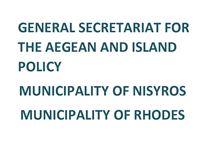 GENERAL SECRETARIAT FOR
THE AEGEAN AND ISLAND
POLICY
MUNICIPALITY OF NISYROS
MUNICIPALITY OF RHODES